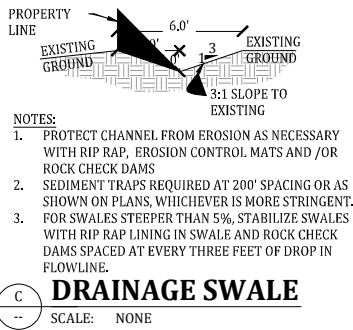 PROPERTY
LINE
6.0'
EXISTING
GROUND
EXISTING
GROUND
1
3
3:1 SLOPE TO
EXISTING
NOTES:
1. PROTECT CHANNEL FROM EROSION AS NECESSARY
WITH RIP RAP, EROSION CONTROL MATS AND /OR
ROCK CHECK DAMS
2. SEDIMENT TRAPS REQUIRED AT 200' SPACING OR AS
SHOWN ON PLANS, WHICHEVER IS MORE STRINGENT.
3. FOR SWALES STEEPER THAN 5%, STABILIZE SWALES
WITH RIP RAP LINING IN SWALE AND ROCK CHECK
DAMS SPACED AT EVERY THREE FEET OF DROP IN
FLOWLINE.
C
--
DRAINAGE SWALE
SCALE: NONE